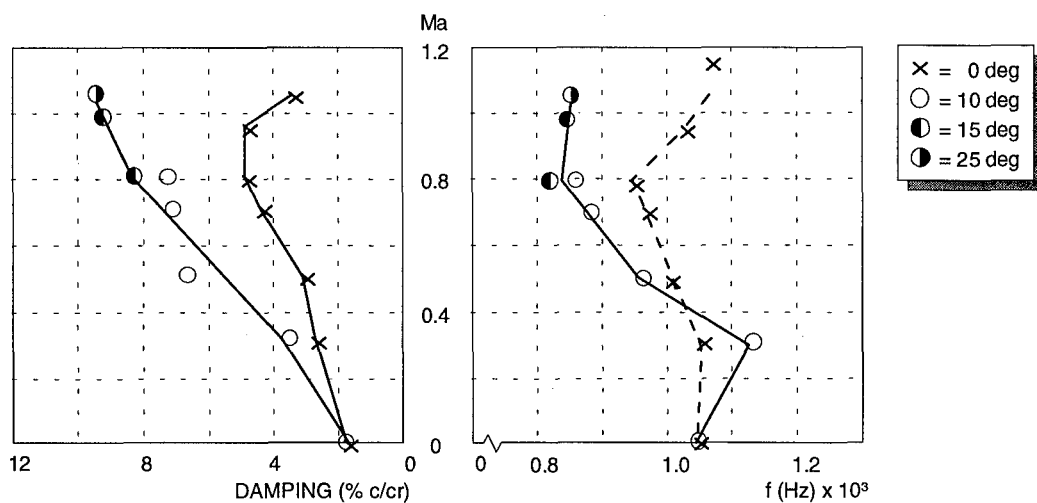 Ma
1.2
0.8
0.4
0
12
8
4
0
DAMPING (% c/cr)
0
0.8
1.0
1.2
f (Hz) x 10³
× = 0 deg
○ = 10 deg
◐ = 15 deg
◑ = 25 deg